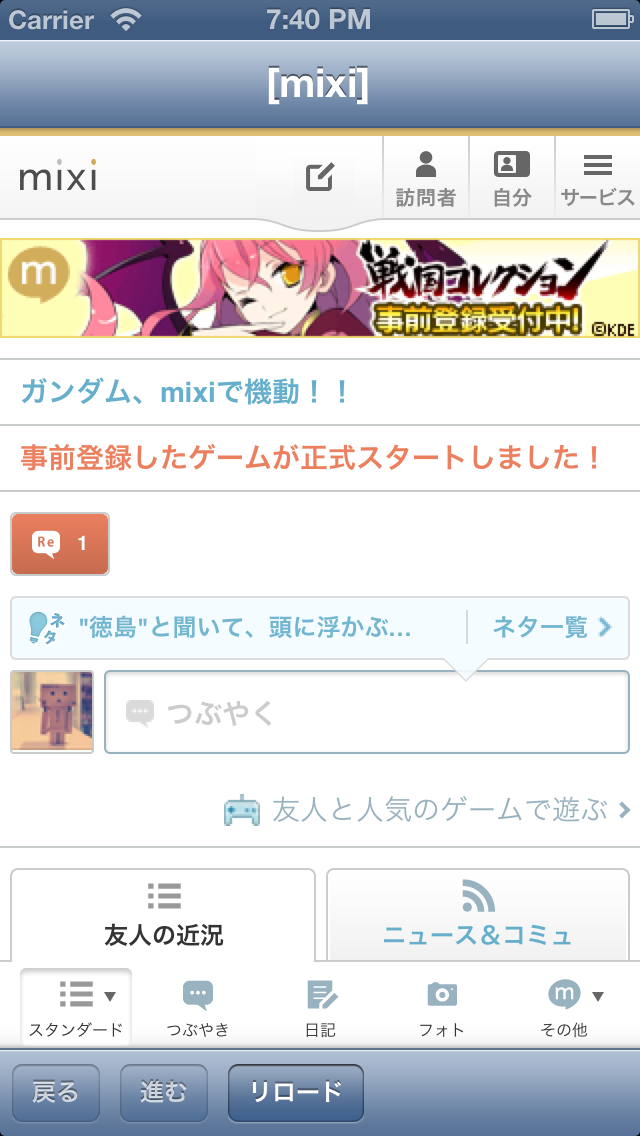 Carrier 7:40 PM
[mixi]
mixi
訪問者
自分
サービス
m
戦国コレクション
事前登録受付中!
©KDE
ガンダム、mixiで機動！！
事前登録したゲームが正式スタートしました！
Re 1
ネタ "徳島"と聞いて、頭に浮かぶ... ネタ一覧
つぶやく
友人と人気のゲームで遊ぶ
友人の近況
ニュース＆コミュ
スタンダード
つぶやき
日記
フォト
m
その他
戻る
進む
リロード